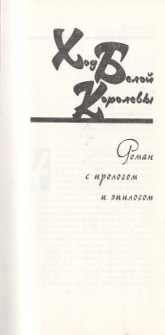 Ход
Белой
Королевы
Роман
с прологом
и эпилогом